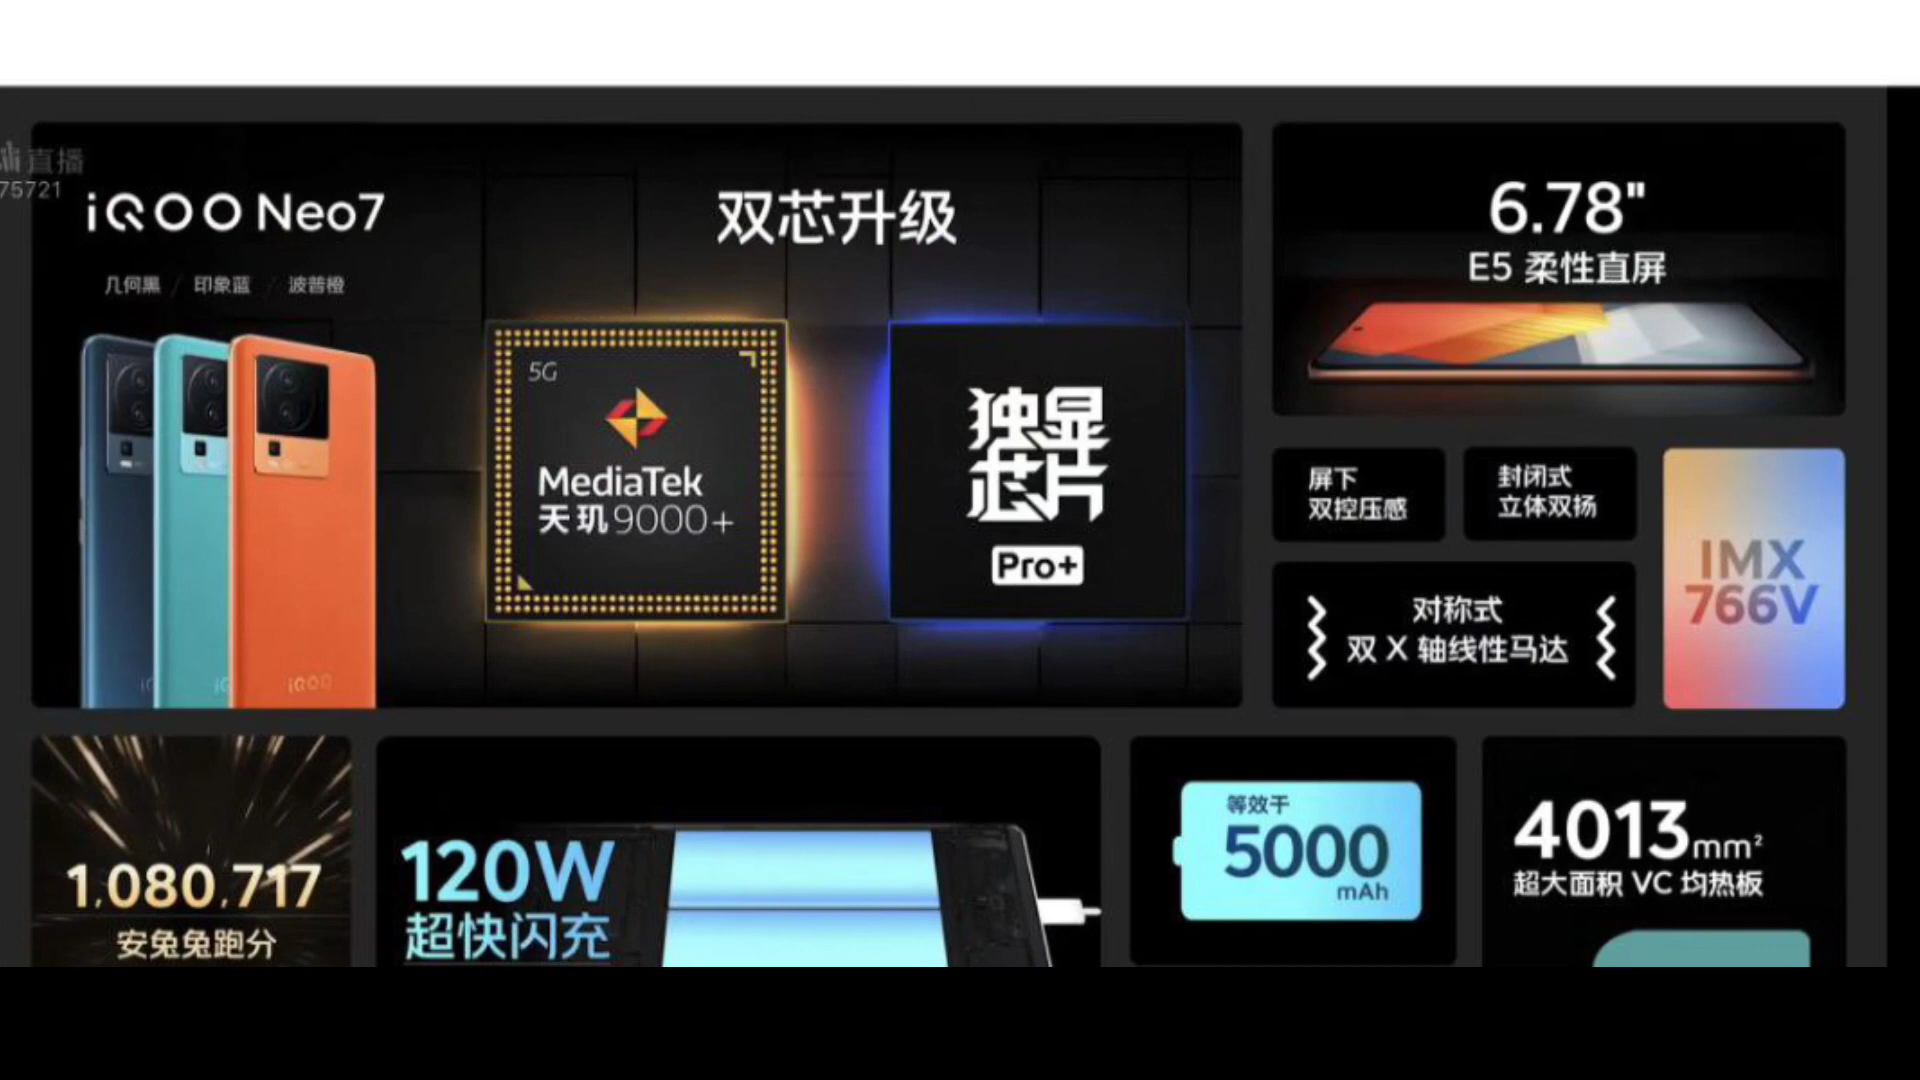 直播
75721
iQOO Neo7
几何黑 / 印象蓝 / 波普橙
iQOO
双芯升级
5G
MediaTek
天玑9000+
独显
芯片
Pro+
6.78"
E5 柔性直屏
屏下
双控压感
封闭式
立体双扬
对称式
双 X 轴线性马达
IMX
766V
1,080,717
安兔兔跑分
120W
超快闪充
等效于
5000
mAh
4013mm²
超大面积 VC 均热板